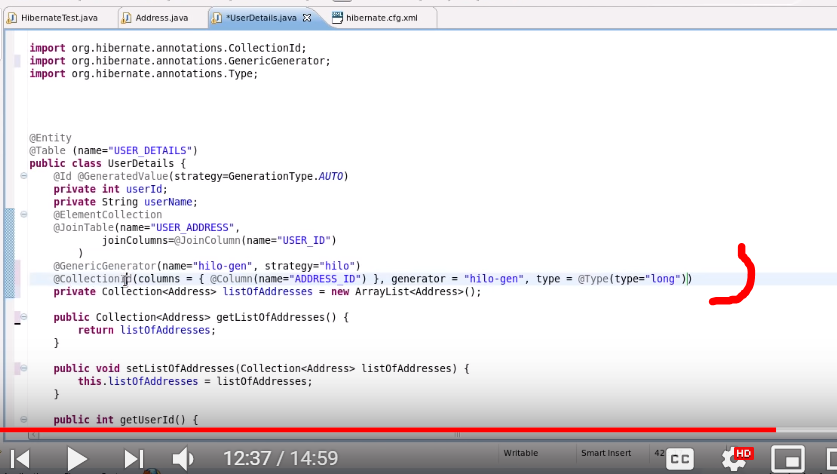 HibernateTest.java Address.java *UserDetails.java hibernate.cfg.xml
import org.hibernate.annotations.CollectionId;
import org.hibernate.annotations.GenericGenerator;
import org.hibernate.annotations.Type;
@Entity
@Table (name="USER_DETAILS")
public class UserDetails {
@Id @GeneratedValue(strategy=GenerationType.AUTO)
private int userId;
private String userName;
@ElementCollection
@JoinTable(name="USER_ADDRESS",
joinColumns=@JoinColumn(name="USER_ID")
)
@GenericGenerator(name="hilo-gen", strategy="hilo")
@CollectionId(columns = { @Column(name="ADDRESS_ID") }, generator = "hilo-gen", type = @Type(type="long"))
private Collection<Address> listOfAddresses = new ArrayList<Address>();
public Collection<Address> getListOfAddresses() {
return listOfAddresses;
}
public void setListOfAddresses(Collection<Address> listOfAddresses) {
this.listOfAddresses = listOfAddresses;
}
public int getUserId() {
12:37 / 14:59 Writable Smart Insert 42 CC HD